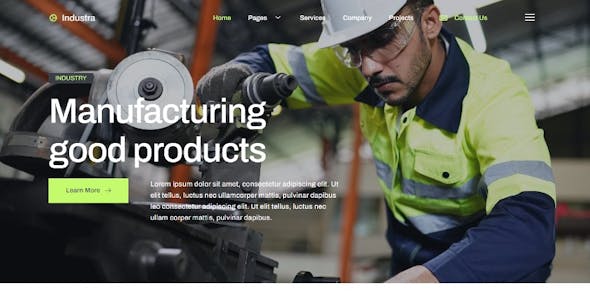 Industra
Home
Pages
Services
Company
Projects
Contact Us
INDUSTRY
Manufacturing
good products
Learn More →
Lorem ipsum dolor sit amet, consectetur adipiscing elit. Ut
elit tellus, luctus nec ullamcorper mattis, pulvinar dapibus
leo consectetur adipiscing elit. Ut elit tellus, luctus nec
ullam corper mattis, pulvinar dapibus.